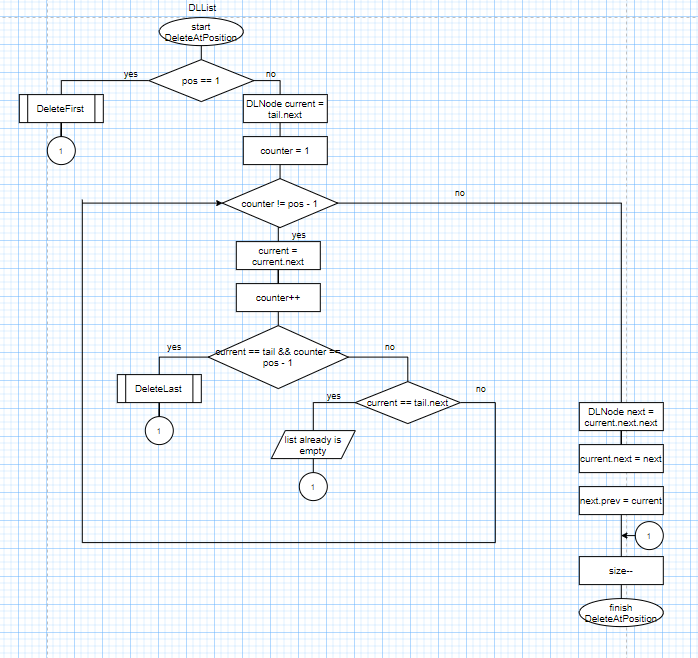 DLList
start
DeleteAtPosition
yes
pos == 1
no
DeleteFirst
1
DLNode current =
tail.next
counter = 1
counter != pos - 1
no
yes
current =
current.next
counter++
yes
current == tail && counter ==
pos - 1
no
DeleteLast
1
yes
current == tail.next
no
list already is
empty
1
DLNode next =
current.next.next
current.next = next
next.prev = current
1
size--
finish
DeleteAtPosition